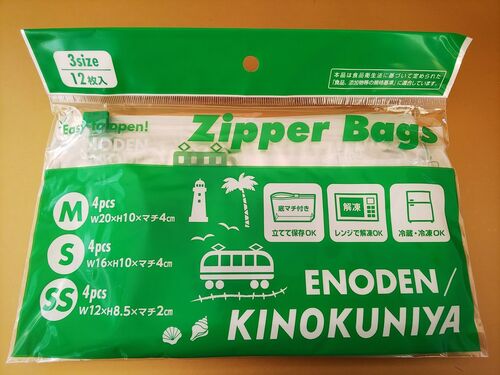 3size
12枚入
本品は食品衛生法に基づいて定められた
「食品、添加物等の規格基準」に適合しています。
Easy to open!
Zipper Bags
ENODEN
M 4pcs
W20×H10×マチ4cm
S 4pcs
W16×H10×マチ4cm
SS 4pcs
W12×H8.5×マチ2cm
底マチ付き
立てて保存OK
解凍
レンジで解凍OK
冷蔵・冷凍OK
ENODEN/
KINOKUNIYA